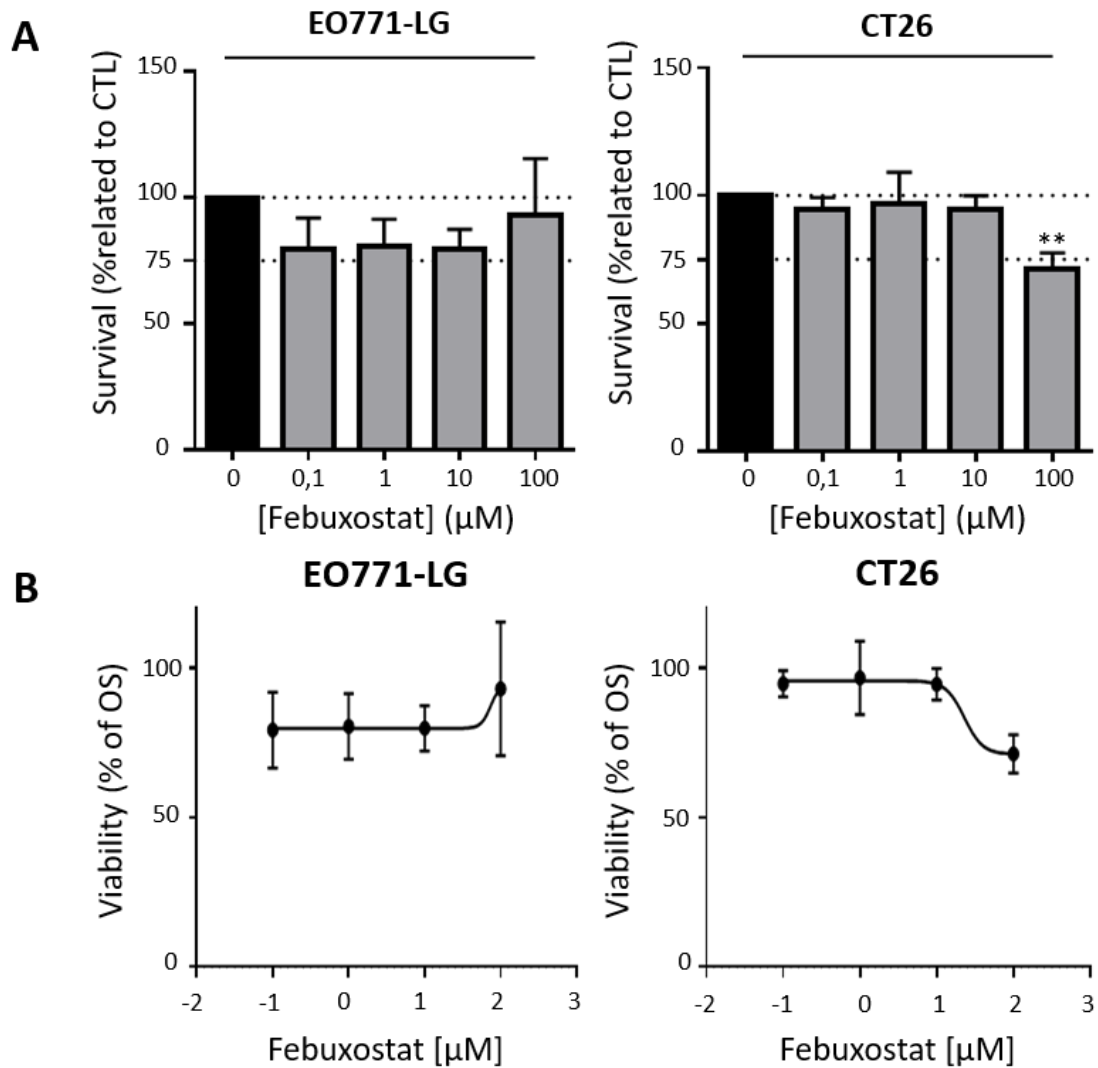 A
EO771-LG
CT26
Survival (%related to CTL)
150
100
75
50
0
0 0,1 1 10 100
[Febuxostat] (µM)
Survival (%related to CTL)
150
100
75
50
0
**
0 0,1 1 10 100
[Febuxostat] (µM)
B
EO771-LG
CT26
Viability (% of OS)
100
50
0
-2 -1 0 1 2 3
Febuxostat [µM]
Viability (% of OS)
100
50
0
-2 -1 0 1 2 3
Febuxostat [µM]